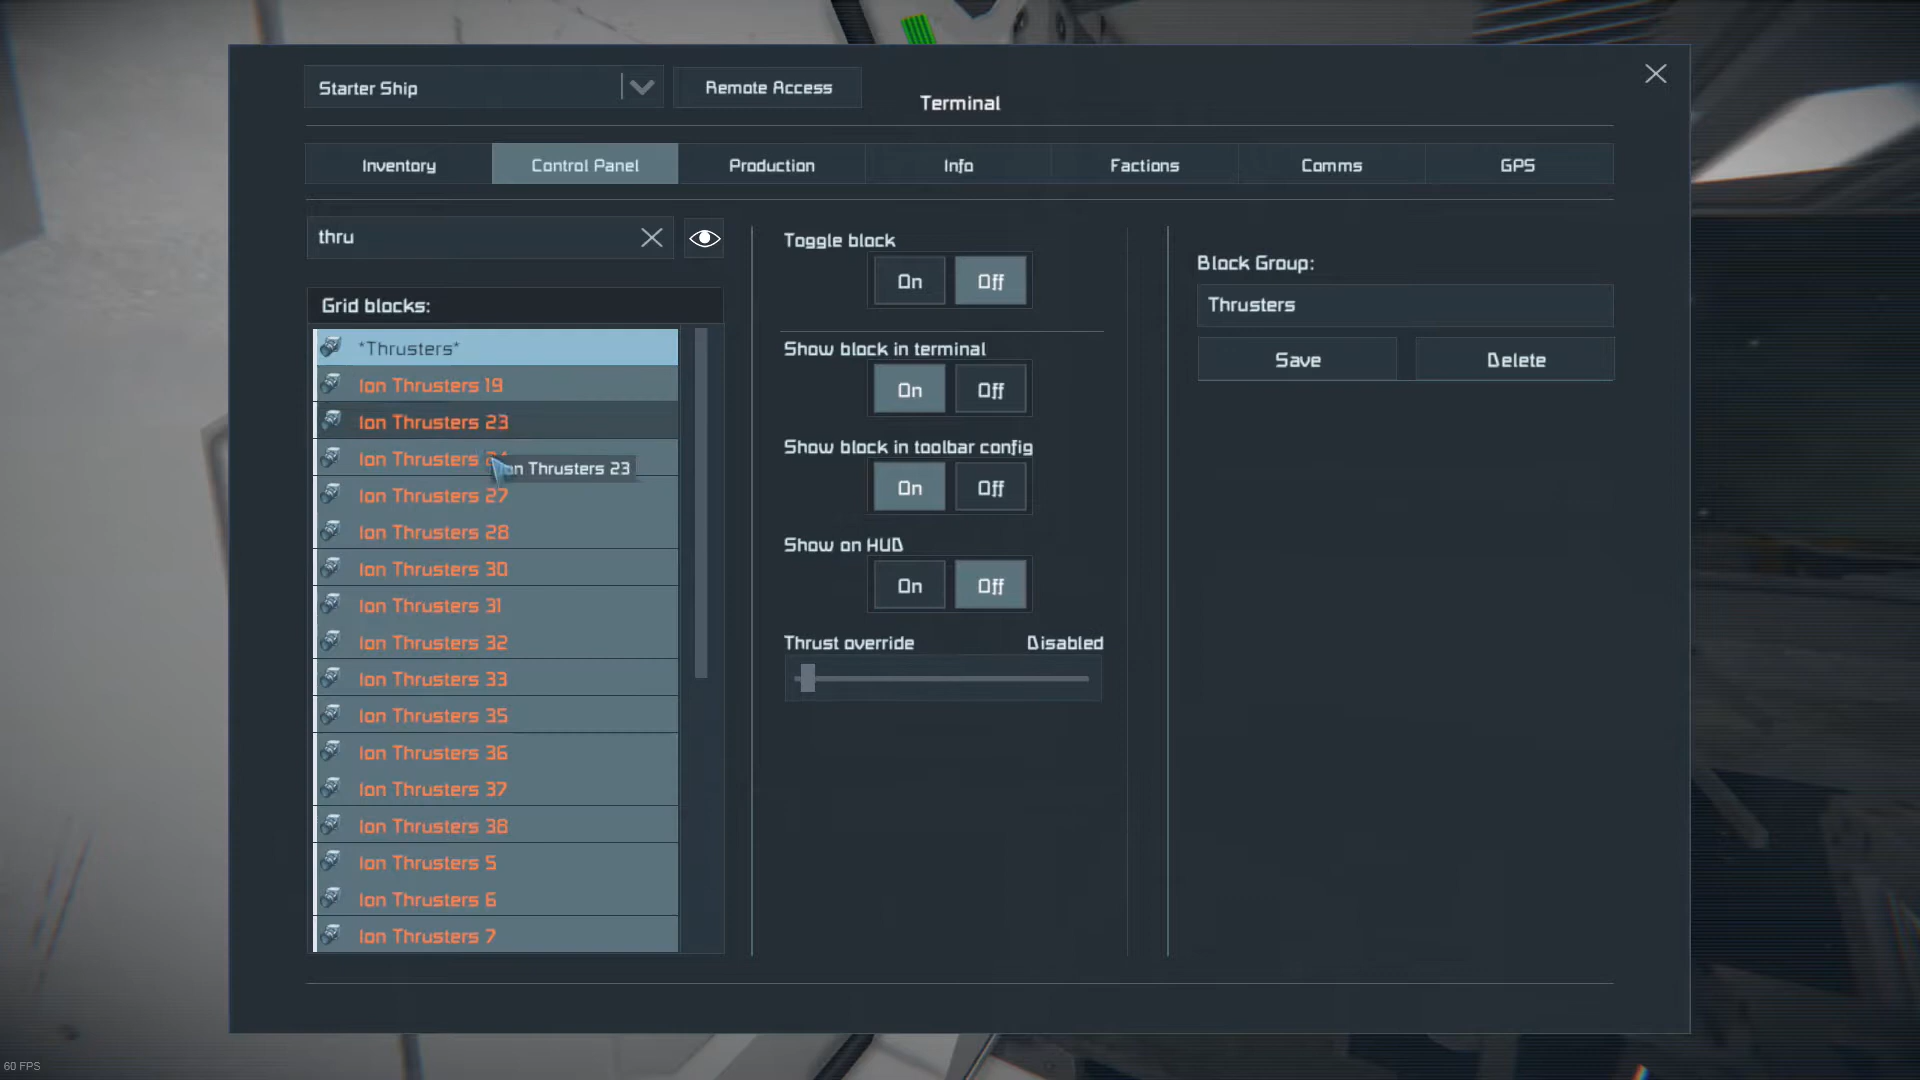 Starter Ship
Remote Access
Terminal
Inventory
Control Panel
Production
Info
Factions
Comms
GPS
thru
Grid blocks:
*Thrusters*
Ion Thrusters 19
Ion Thrusters 23
Ion Thrusters
Ion Thrusters 23
Ion Thrusters 27
Ion Thrusters 28
Ion Thrusters 30
Ion Thrusters 31
Ion Thrusters 32
Ion Thrusters 33
Ion Thrusters 35
Ion Thrusters 36
Ion Thrusters 37
Ion Thrusters 38
Ion Thrusters 5
Ion Thrusters 6
Ion Thrusters 7
Toggle block
On Off
Show block in terminal
On Off
Show block in toolbar config
On Off
Show on HUD
On Off
Thrust override Disabled
Block Group:
Thrusters
Save
Delete
60 FPS